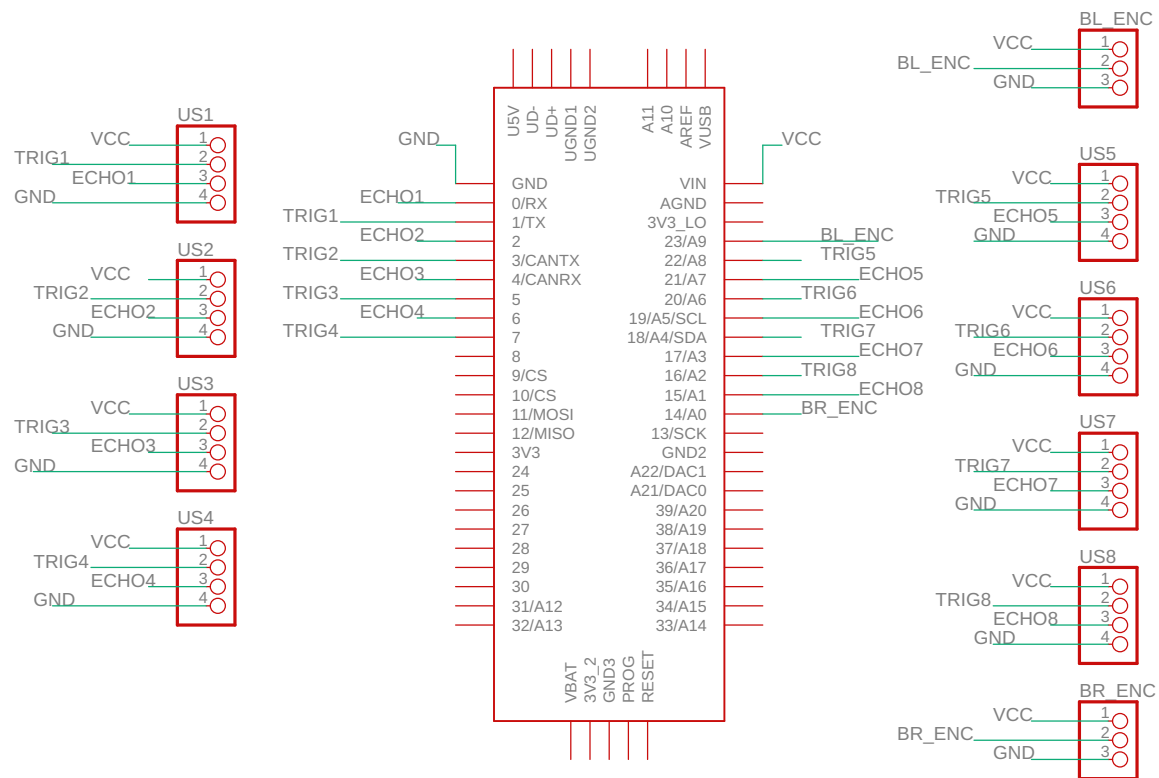 US1
VCC 1
TRIG1 2
ECHO1 3
GND 4
US2
VCC 1
TRIG2 2
ECHO2 3
GND 4
US3
VCC 1
TRIG3 2
ECHO3 3
GND 4
US4
VCC 1
TRIG4 2
ECHO4 3
GND 4
GND
ECHO1
TRIG1
ECHO2
TRIG2
ECHO3
TRIG3
ECHO4
TRIG4
U5V
UD-
UD+
UGND1
UGND2
A11
A10
AREF
VUSB
GND
0/RX
1/TX
2
3/CANTX
4/CANRX
5
6
7
8
9/CS
10/CS
11/MOSI
12/MISO
3V3
24
25
26
27
28
29
30
31/A12
32/A13
VIN
AGND
3V3_LO
23/A9
22/A8
21/A7
20/A6
19/A5/SCL
18/A4/SDA
17/A3
16/A2
15/A1
14/A0
13/SCK
GND2
A22/DAC1
A21/DAC0
39/A20
38/A19
37/A18
36/A17
35/A16
34/A15
33/A14
VBAT
3V3_2
GND3
PROG
RESET
VCC
BL_ENC
TRIG5
ECHO5
TRIG6
ECHO6
TRIG7
ECHO7
TRIG8
ECHO8
BR_ENC
BL_ENC
VCC 1
BL_ENC 2
GND 3
US5
VCC 1
TRIG5 2
ECHO5 3
GND 4
US6
VCC 1
TRIG6 2
ECHO6 3
GND 4
US7
VCC 1
TRIG7 2
ECHO7 3
GND 4
US8
VCC 1
TRIG8 2
ECHO8 3
GND 4
BR_ENC
VCC 1
BR_ENC 2
GND 3